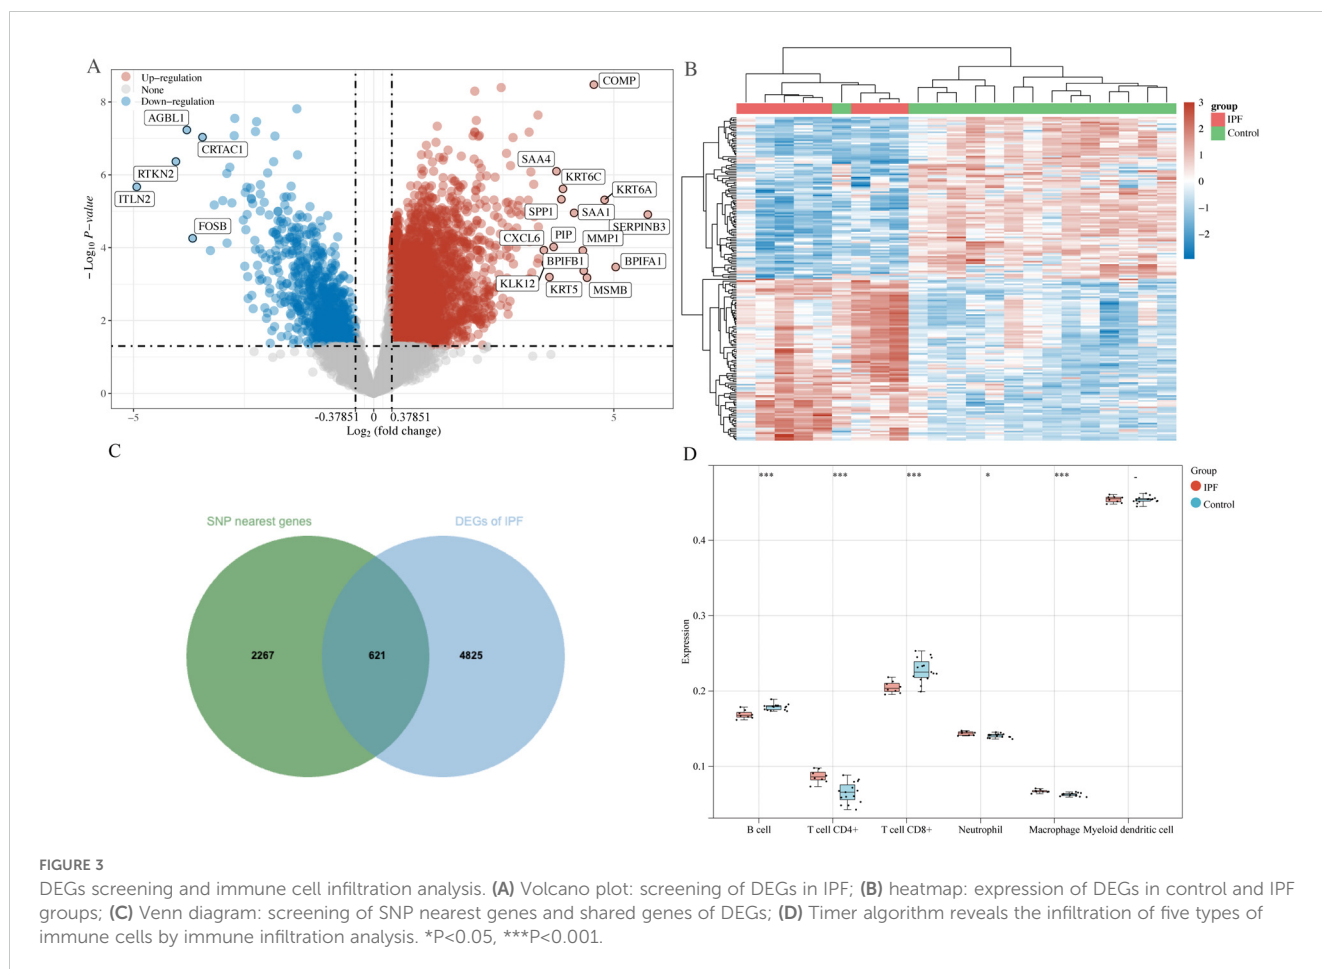 A
Up−regulation
None
Down−regulation
AGBL1
CRTAC1
RTKN2
ITLN2
FOSB
COMP
SAA4
KRT6C
KRT6A
SPP1
SAA1
SERPINB3
CXCL6
PIP
MMP1
BPIFB1
BPIFA1
KLK12
KRT5
MSMB
8
6
4
2
0
−Log10 P−value
−5
-0.37851
0
0.37851
5
Log2 (fold change)
B
group
IPF
Control
3
2
1
0
−1
−2
C
SNP nearest genes
DEGs of IPF
2267
621
4825
D
***
***
***
*
***
-
Group
IPF
Control
0.4
0.3
0.2
0.1
Expression
B cell
T cell CD4+
T cell CD8+
Neutrophil
Macrophage
Myeloid dendritic cell
FIGURE 3
DEGs screening and immune cell infiltration analysis. (A) Volcano plot: screening of DEGs in IPF; (B) heatmap: expression of DEGs in control and IPF
groups; (C) Venn diagram: screening of SNP nearest genes and shared genes of DEGs; (D) Timer algorithm reveals the infiltration of five types of
immune cells by immune infiltration analysis. *P<0.05, ***P<0.001.